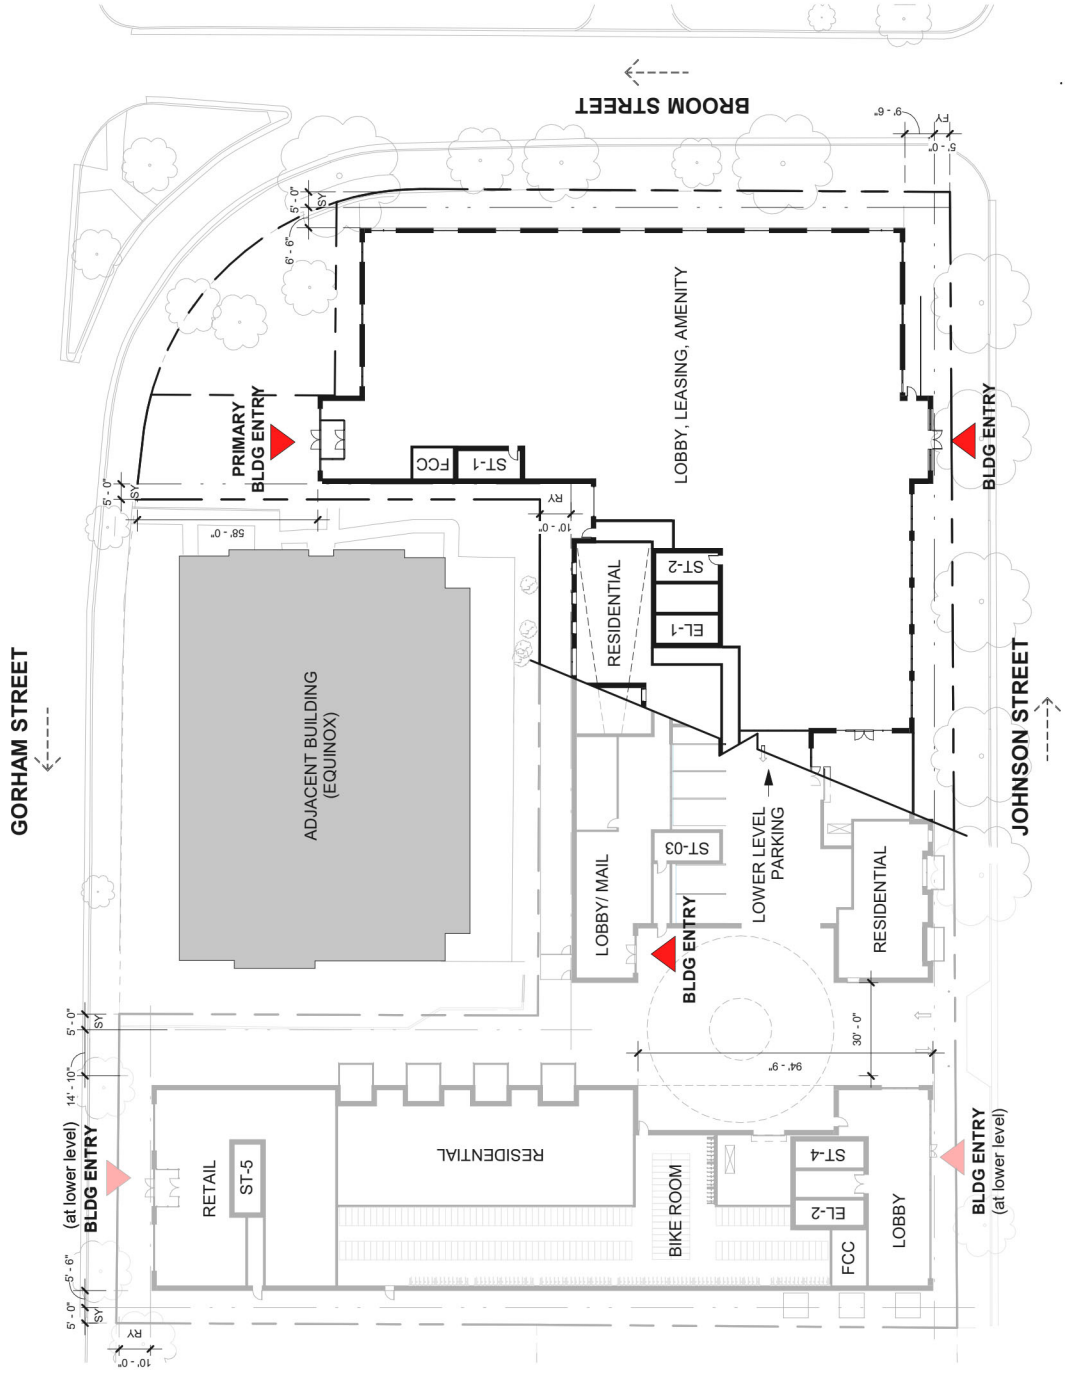 BROOM STREET
9' - 6"
FY
5' - 0"
5' - 0"
SY
6' - 6"
LOBBY, LEASING, AMENITY
PRIMARY
BLDG ENTRY
BLDG ENTRY
FCC
ST-1
5' - 0"
SY
58' - 0"
RY
10' - 0"
RESIDENTIAL
ST-2
EL-1
GORHAM STREET
JOHNSON STREET
ADJACENT BUILDING
(EQUINOX)
LOWER LEVEL
PARKING
ST-03
LOBBY/ MAIL
RESIDENTIAL
BLDG ENTRY
5' - 0"
SY
14' - 10"
30' - 0"
94' - 9"
BLDG ENTRY
(at lower level)
RETAIL
ST-5
RESIDENTIAL
BIKE ROOM
ST-4
EL-2
FCC
LOBBY
BLDG ENTRY
(at lower level)
5' - 6"
5' - 0"
SY
RY
10' - 0"